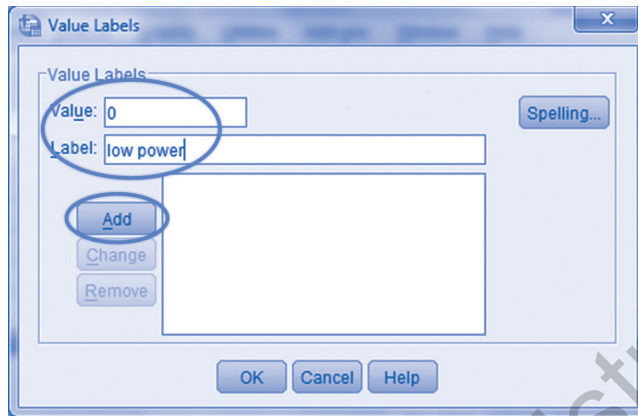 Value Labels
Value Labels
Value: 0
Spelling...
Label: low power
Add
Change
Remove
OK Cancel Help